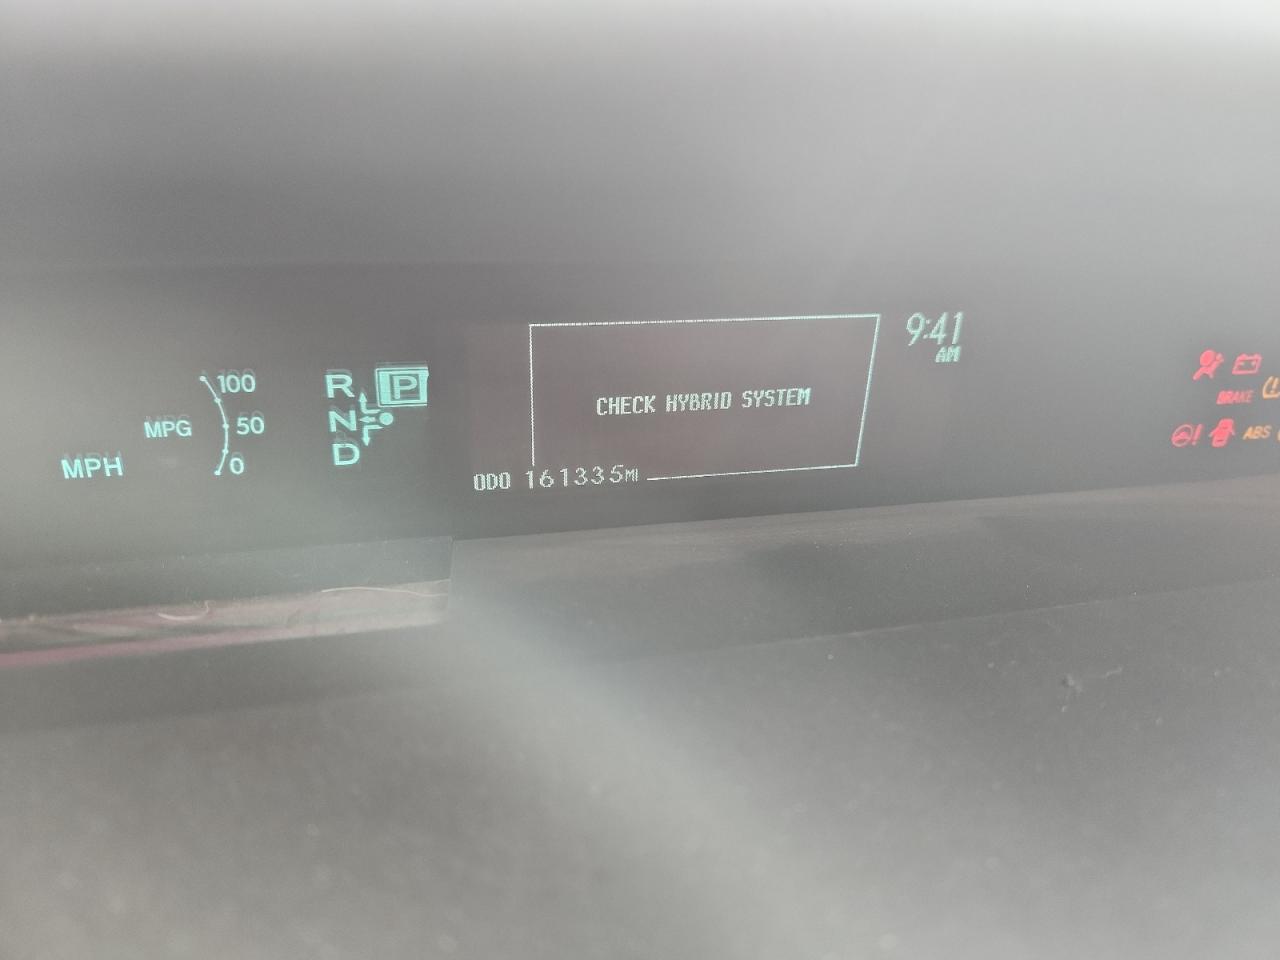 9:41
AM
100
MPG 50
MPH 0
R P
N
D
CHECK HYBRID SYSTEM
ODO 161335MI
BRAKE
ABS